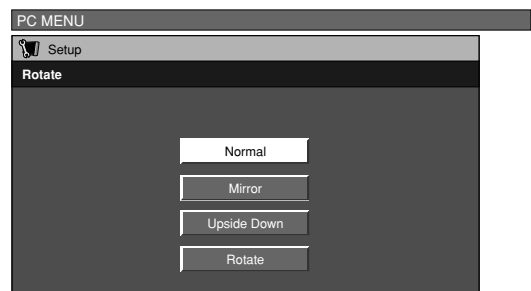 PC MENU
Setup
Rotate
Normal
Mirror
Upside Down
Rotate